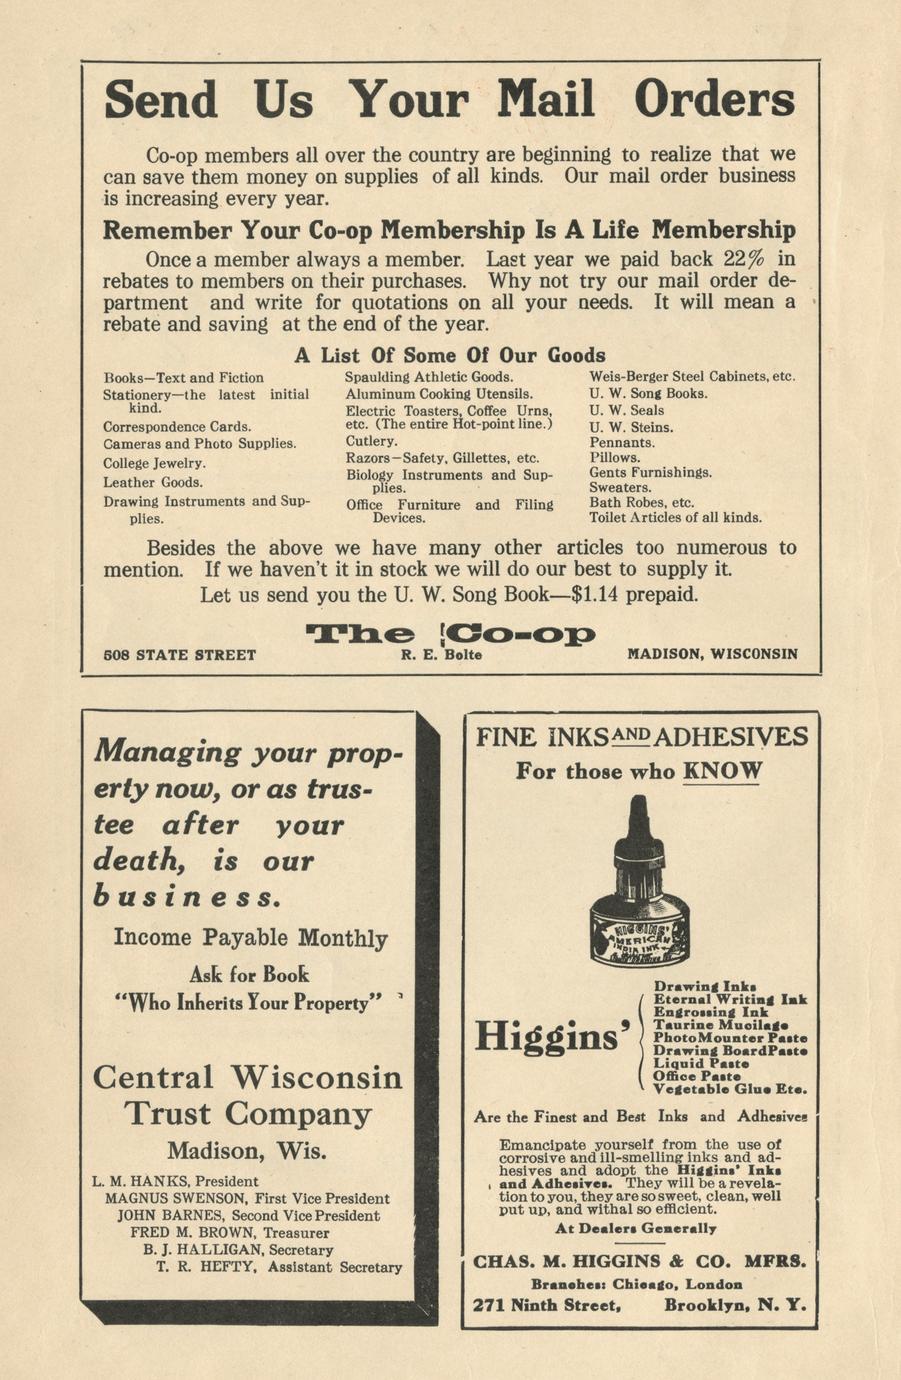 Send Us Your Mail Orders
Co-op members all over the country are beginning to realize that we
can save them money on supplies of all kinds. Our mail order business
is increasing every year.
Remember Your Co-op Membership Is A Life Membership
Once a member always a member. Last year we paid back 22% in
rebates to members on their purchases. Why not try our mail order de-
partment and write for quotations on all your needs. It will mean a
rebate and saving at the end of the year.
A List Of Some Of Our Goods
Books—Text and Fiction
Stationery—the latest initial
kind.
Correspondence Cards.
Cameras and Photo Supplies.
College Jewelry.
Leather Goods.
Drawing Instruments and Sup-
plies.
Spaulding Athletic Goods.
Aluminum Cooking Utensils.
Electric Toasters, Coffee Urns,
etc. (The entire Hot-point line.)
Cutlery.
Razors—Safety, Gillettes, etc.
Biology Instruments and Sup-
plies.
Office Furniture and Filing
Devices.
Weis-Berger Steel Cabinets, etc.
U. W. Song Books.
U. W. Seals
U. W. Steins.
Pennants.
Pillows.
Gents Furnishings.
Sweaters.
Bath Robes, etc.
Toilet Articles of all kinds.
Besides the above we have many other articles too numerous to
mention. If we haven't it in stock we will do our best to supply it.
Let us send you the U. W. Song Book—$1.14 prepaid.
The Co-op
508 STATE STREET R. E. Bolte MADISON, WISCONSIN
Managing your prop-
erty now, or as trus-
tee after your
death, is our
business.
Income Payable Monthly
Ask for Book
"Who Inherits Your Property"
Central Wisconsin
Trust Company
Madison, Wis.
L. M. HANKS, President
MAGNUS SWENSON, First Vice President
JOHN BARNES, Second Vice President
FRED M. BROWN, Treasurer
B. J. HALLIGAN, Secretary
T. R. HEFTY, Assistant Secretary
FINE INKS AND ADHESIVES
For those who KNOW
HIGGINS'
AMERICAN
INDIA INK
Higgins'
Drawing Inks
Eternal Writing Ink
Engrossing Ink
Taurine Mucilage
Photo Mounter Paste
Drawing Board Paste
Liquid Paste
Office Paste
Vegetable Glue Etc.
Are the Finest and Best Inks and Adhesives
Emancipate yourself from the use of
corrosive and ill-smelling inks and ad-
hesives and adopt the Higgins' Inks
and Adhesives. They will be a revela-
tion to you, they are so sweet, clean, well
put up, and withal so efficient.
At Dealers Generally
CHAS. M. HIGGINS & CO. MFRS.
Branches: Chicago, London
271 Ninth Street, Brooklyn, N. Y.